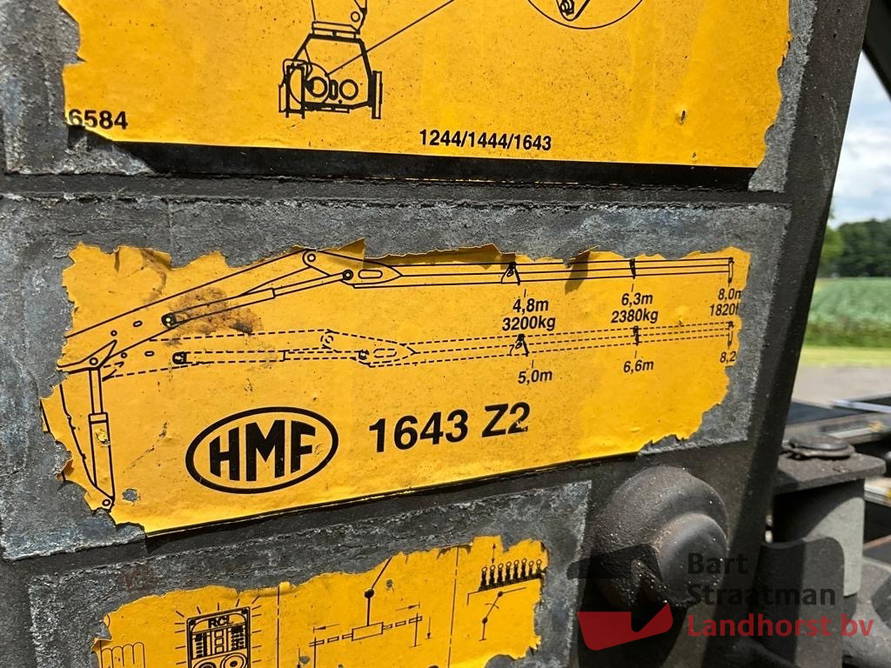 6584
1244/1444/1643
4,8m
3200kg
6,3m
2380kg
8,0m
1820
5,0m
6,6m
8,2
HMF
1643 Z2
RCL
Bart
Straatman
Landhorst bv